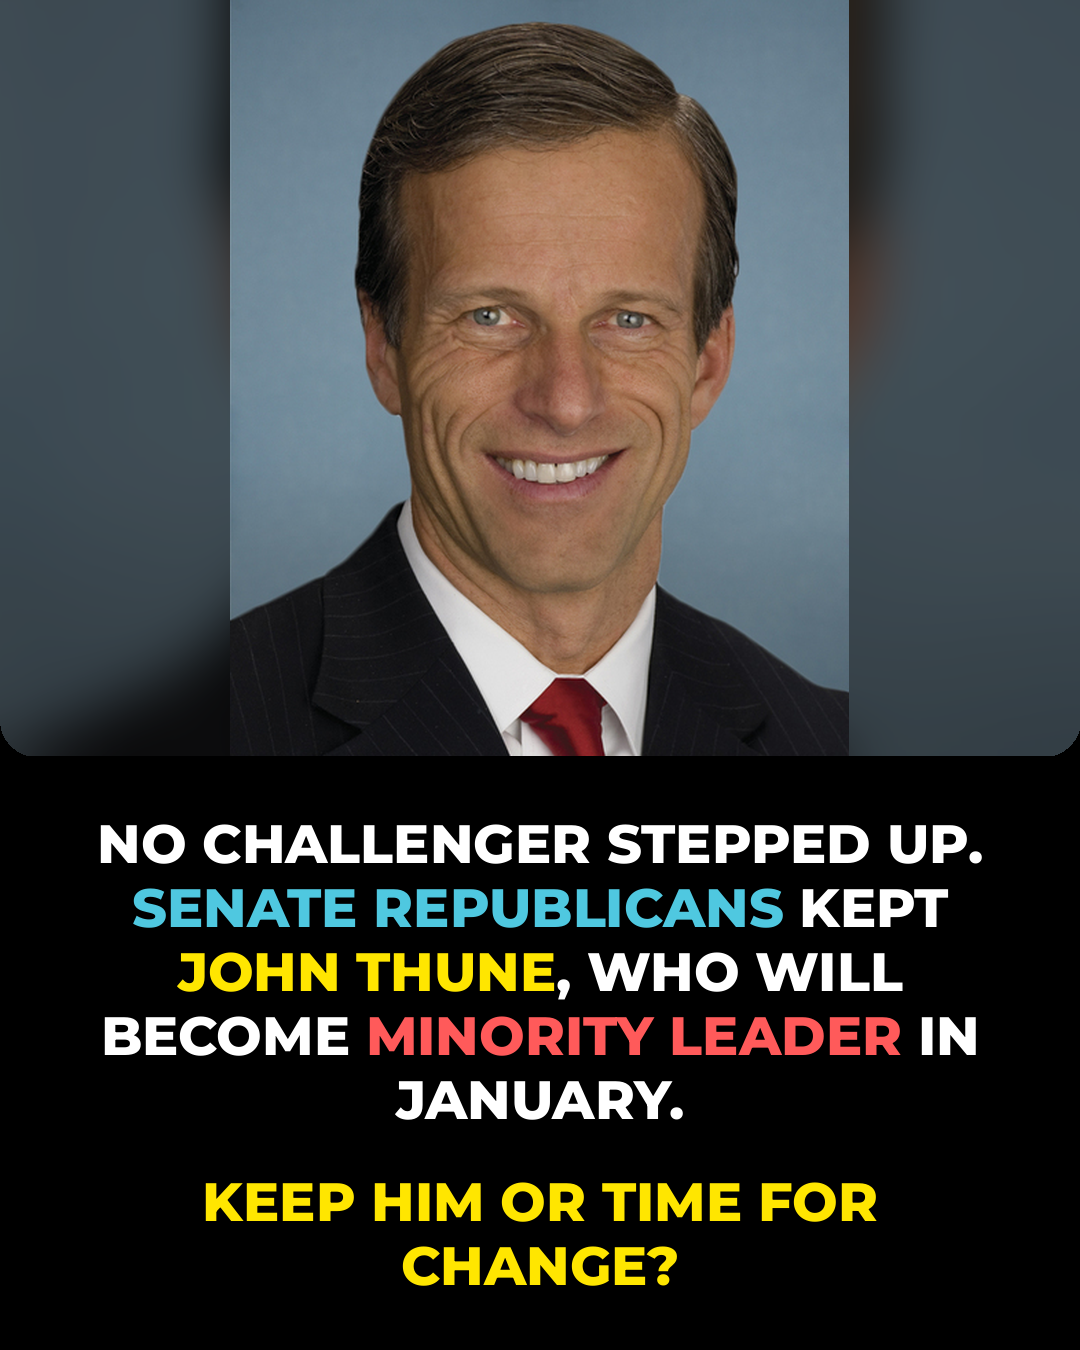 NO CHALLENGER STEPPED UP.
SENATE REPUBLICANS KEPT
JOHN THUNE, WHO WILL
BECOME MINORITY LEADER IN
JANUARY.
KEEP HIM OR TIME FOR
CHANGE?